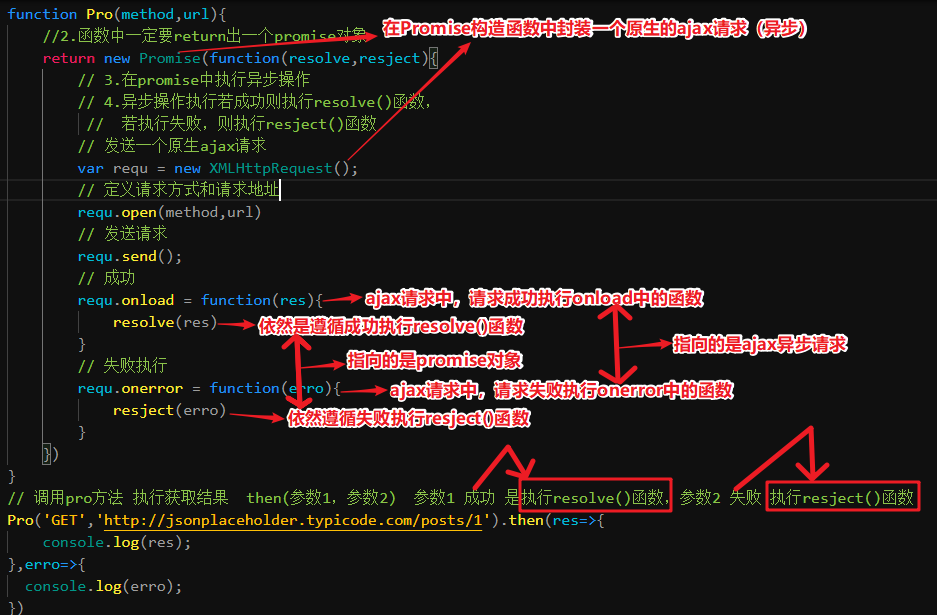 function Pro(method,url){
//2.函数中一定要return出一个promise对象
在Promise构造函数中封装一个原生的ajax请求（异步）
return new Promise(function(resolve,resject){
// 3.在promise中执行异步操作
// 4.异步操作执行若成功则执行resolve()函数,
//  若执行失败，则执行resject()函数
// 发送一个原生ajax请求
var requ = new XMLHttpRequest();
// 定义请求方式和请求地址
requ.open(method,url)
// 发送请求
requ.send();
// 成功
requ.onload = function(res){
ajax请求中，请求成功执行onload中的函数
resolve(res)
依然是遵循成功执行resolve()函数
}
指向的是ajax异步请求
指向的是promise对象
// 失败执行
requ.onerror = function(erro){
ajax请求中，请求失败执行onerror中的函数
resject(erro)
依然遵循失败执行resject()函数
}
})
}
// 调用pro方法 执行获取结果  then(参数1，参数2)  参数1 成功 是执行resolve()函数，参数2 失败 执行resject()函数
Pro('GET','http://jsonplaceholder.typicode.com/posts/1').then(res=>{
console.log(res);
},erro=>{
console.log(erro);
})